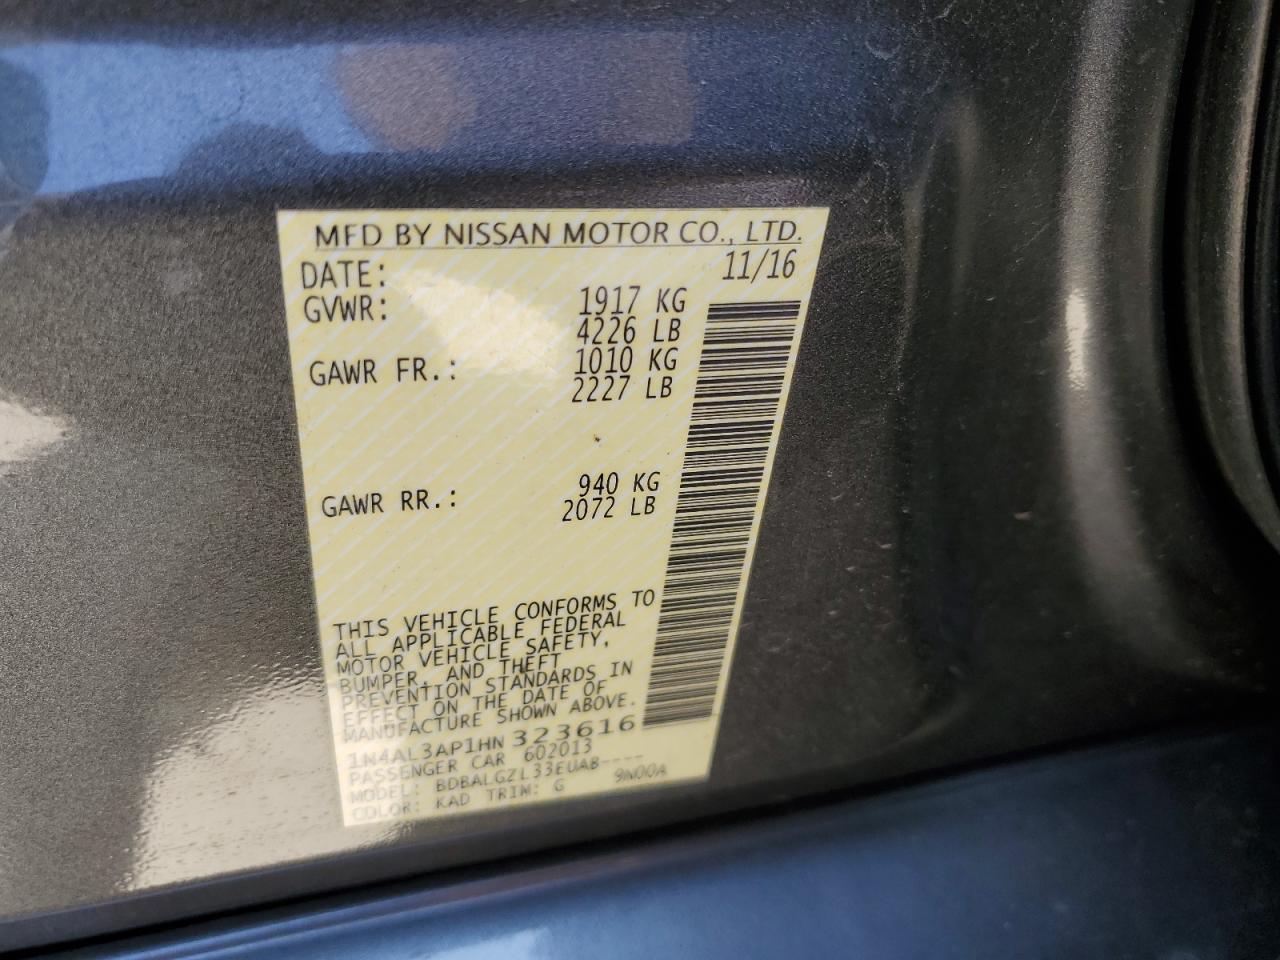 MFD BY NISSAN MOTOR CO., LTD.
DATE: 11/16
GVWR: 1917 KG
4226 LB
GAWR FR.: 1010 KG
2227 LB
GAWR RR.: 940 KG
2072 LB
THIS VEHICLE CONFORMS TO
ALL APPLICABLE FEDERAL
MOTOR VEHICLE SAFETY,
BUMPER, AND THEFT
PREVENTION STANDARDS IN
EFFECT ON THE DATE OF
MANUFACTURE SHOWN ABOVE.
1N4AL3AP1HN 323616
PASSENGER CAR 602013
MODEL: BDBALGZL33EUAB----
COLOR: KAD TRIM: G 9N00A